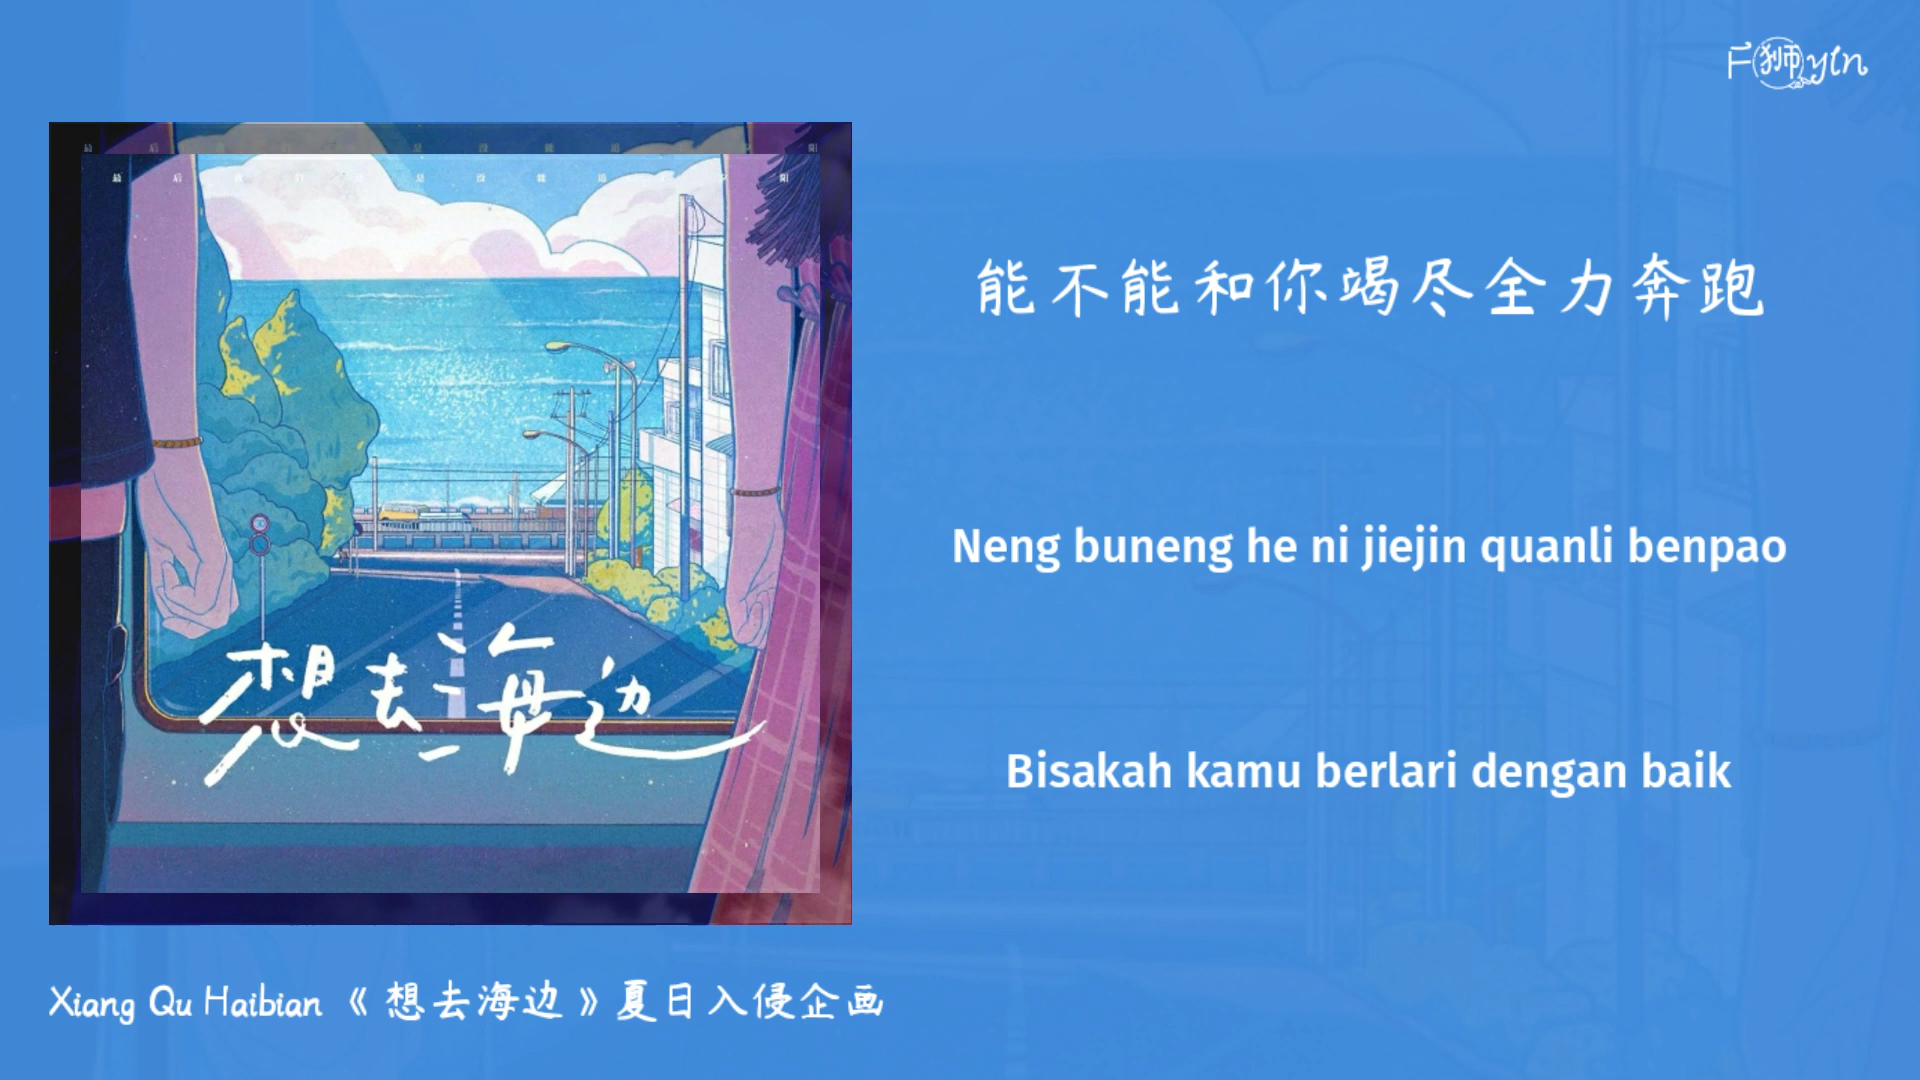 F狮yin
能不能和你竭尽全力奔跑
Neng buneng he ni jiejin quanli benpao
Bisakah kamu berlari dengan baik
想去海边
Xiang Qu Haibian《想去海边》夏日入侵企画